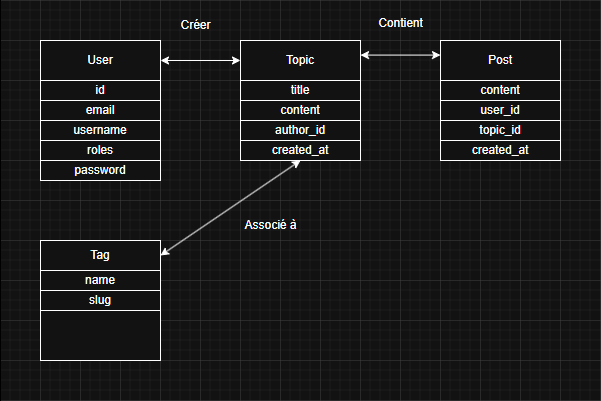 Créer
Contient
User
id
email
username
roles
password
Topic
title
content
author_id
created_at
Post
content
user_id
topic_id
created_at
Associé à
Tag
name
slug